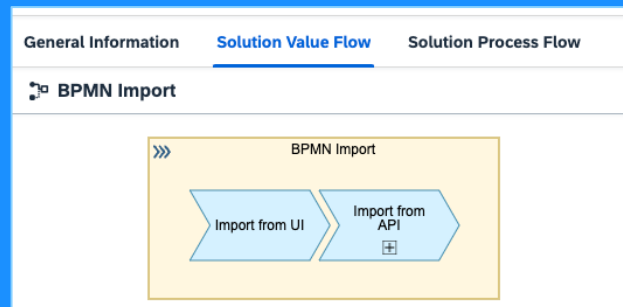 General Information
Solution Value Flow
Solution Process Flow
BPMN Import
BPMN Import
Import from UI
Import from
API